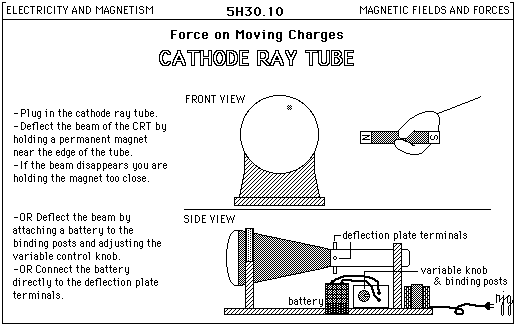 ELECTRICITY AND MAGNETISM
5H30.10
MAGNETIC FIELDS AND FORCES
Force on Moving Charges
CATHODE RAY TUBE
-Plug in the cathode ray tube.
-Deflect the beam of the CRT by
holding a permanent magnet
near the edge of the tube.
-If the beam disappears you are
holding the magnet too close.
-OR Deflect the beam by
attaching a battery to the
binding posts and adjusting the
variable control knob.
-OR Connect the battery
directly to the deflection plate
terminals.
FRONT VIEW
N
S
SIDE VIEW
deflection plate terminals
variable knob
& binding posts
battery